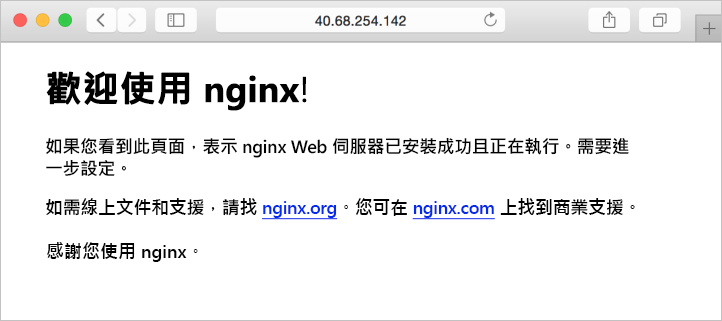 40.68.254.142
歡迎使用 nginx!
如果您看到此頁面，表示 nginx Web 伺服器已安裝成功且正在執行。需要進
一步設定。
如需線上文件和支援，請找 nginx.org。您可在 nginx.com 上找到商業支援。
感謝您使用 nginx。